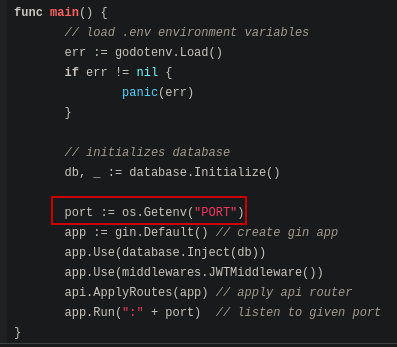 func main() {
// load .env environment variables
err := godotenv.Load()
if err != nil {
panic(err)
}
// initializes database
db, _ := database.Initialize()
port := os.Getenv("PORT")
app := gin.Default() // create gin app
app.Use(database.Inject(db))
app.Use(middlewares.JWTMiddleware())
api.ApplyRoutes(app) // apply api router
app.Run(":" + port)  // listen to given port
}